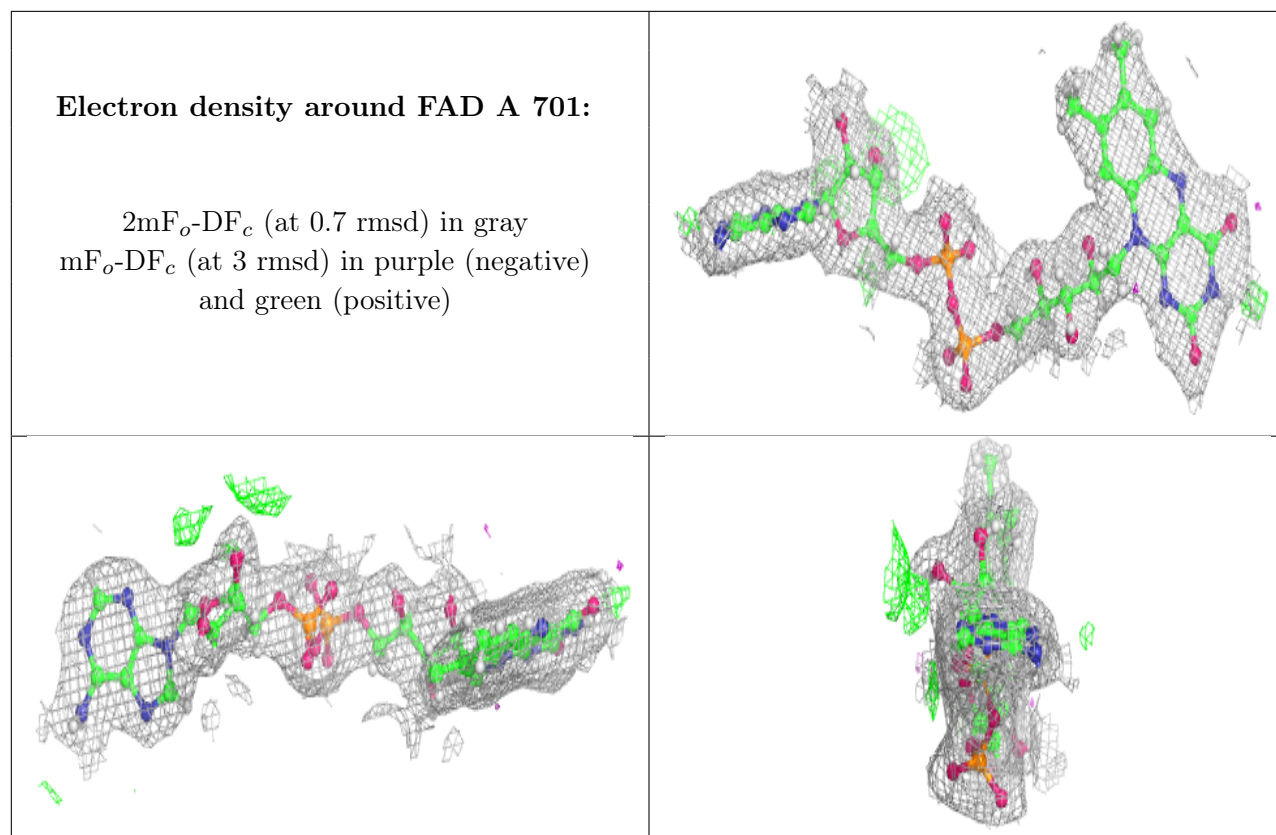 Electron density around FAD A 701:
2mFo-DFc (at 0.7 rmsd) in gray
mFo-DFc (at 3 rmsd) in purple (negative)
and green (positive)